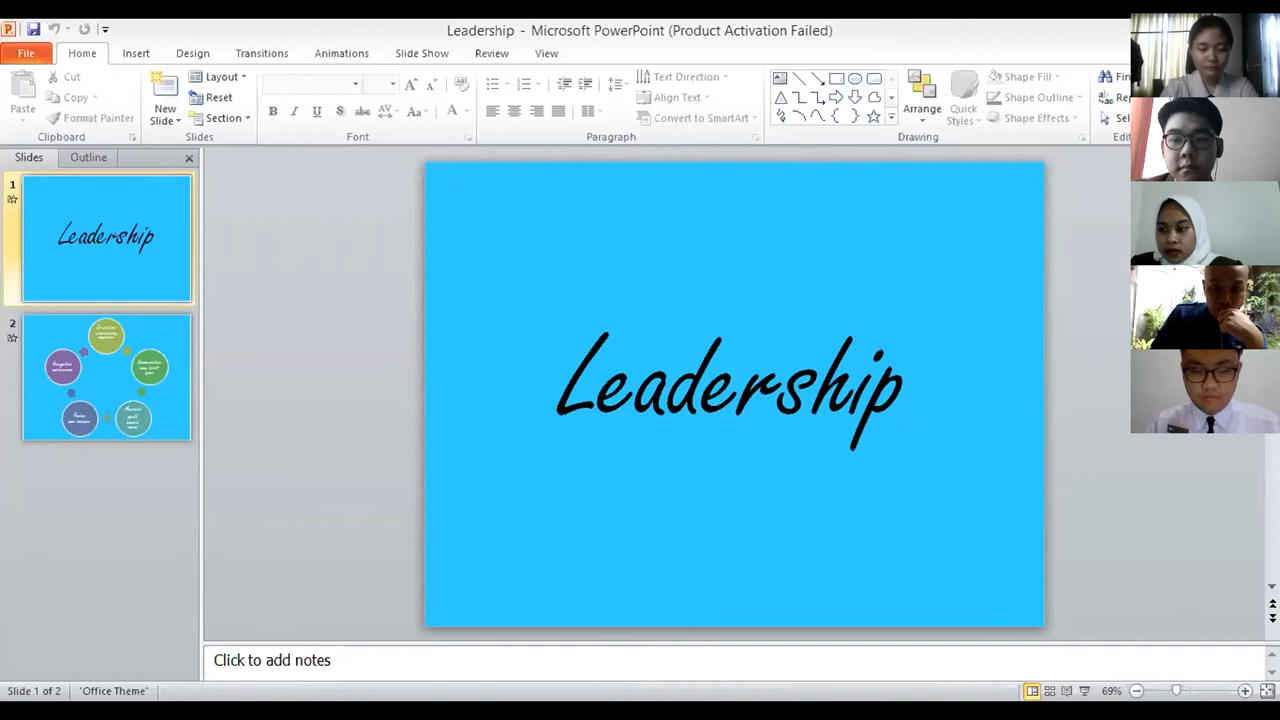 Leadership - Microsoft PowerPoint (Product Activation Failed)
File Home Insert Design Transitions Animations Slide Show Review View
Paste
Cut
Copy
Format Painter
Clipboard
New
Slide
Layout
Reset
Section
Slides
B I U S abc AV Aa A
Font
Text Direction
Align Text
Convert to SmartArt
Paragraph
Arrange
Quick
Styles
Shape Fill
Shape Outline
Shape Effects
Drawing
Slides Outline
1
Leadership
2
Leadership
Click to add notes
Slide 1 of 2 "Office Theme" 69%